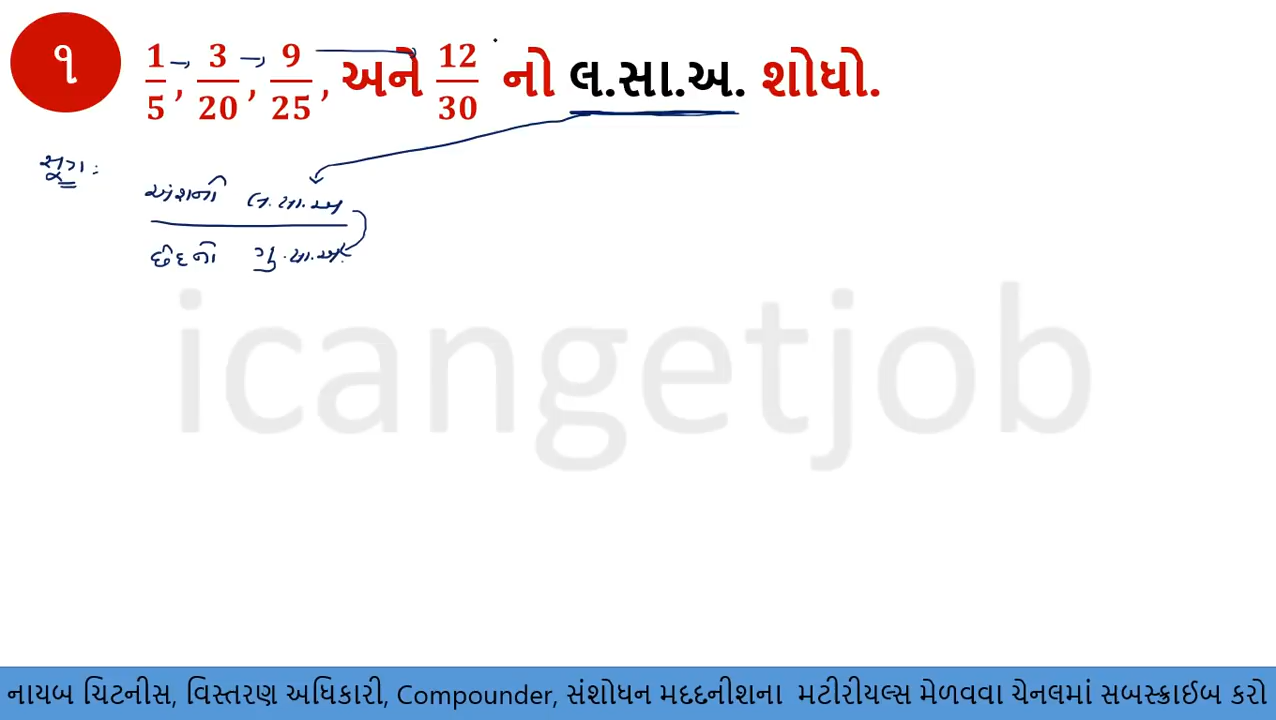 ૧
1/5, 3/20, 9/25, અને 12/30 નો લ.સા.અ. શોધો.
સૂત્ર :
અંશનો લ.સા.અ
છેદનો ગુ.સા.અ.
icangetjob
નાયબ ચિટનીસ, વિસ્તરણ અધિકારી, Compounder, સંશોધન મદદનીશના મટીરીયલ્સ મેળવવા ચેનલમાં સબસ્ક્રાઈબ કરો